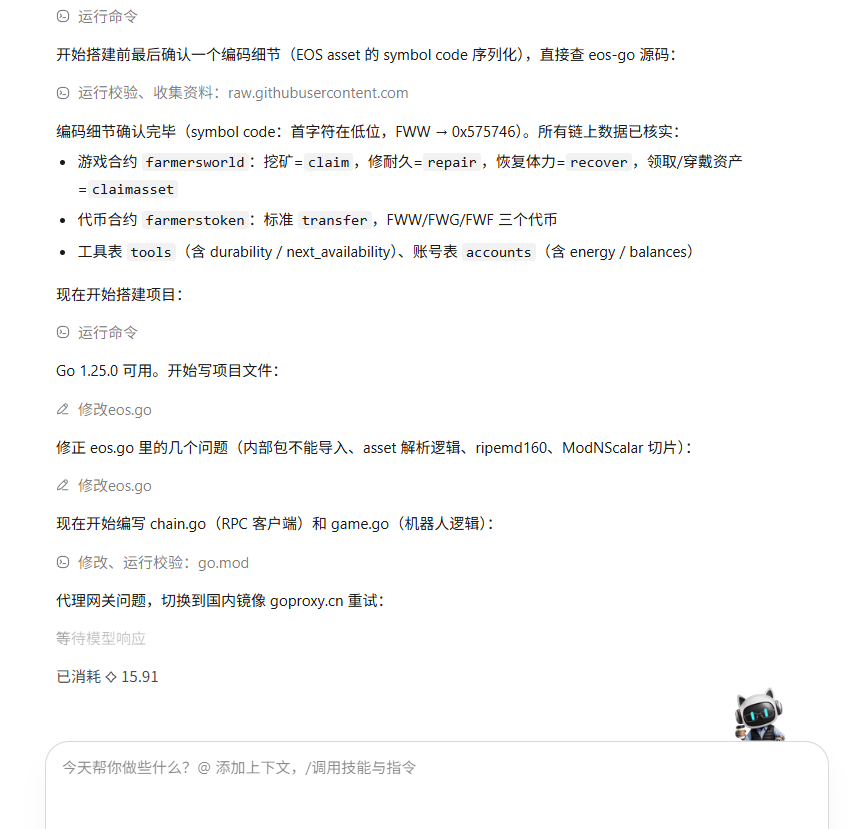 运行命令
开始搭建前最后确认一个编码细节（EOS asset 的 symbol code 序列化），直接查 eos-go 源码：
运行校验、收集资料：raw.githubusercontent.com
编码细节确认完毕（symbol code：首字符在低位，FWW → 0x575746）。所有链上数据已核实：
• 游戏合约 farmersworld：挖矿=claim，修耐久=repair，恢复体力=recover，领取/穿戴资产
=claimasset
• 代币合约 farmerstoken：标准 transfer，FWW/FWG/FWF 三个代币
• 工具表 tools（含 durability / next_availability）、账号表 accounts（含 energy / balances）
现在开始搭建项目：
运行命令
Go 1.25.0 可用。开始写项目文件：
修改eos.go
修正 eos.go 里的几个问题（内部包不能导入、asset 解析逻辑、ripemd160、ModNScalar 切片）：
修改eos.go
现在开始编写 chain.go（RPC 客户端）和 game.go（机器人逻辑）：
修改、运行校验：go.mod
代理网关问题，切换到国内镜像 goproxy.cn 重试：
等待模型响应
已消耗 ◇ 15.91
今天帮你做些什么？@ 添加上下文，/调用技能与指令